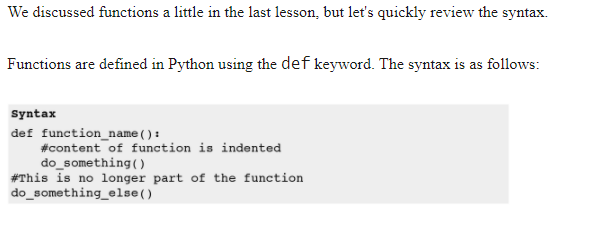 We discussed functions a little in the last lesson, but let's quickly review the syntax.
Functions are defined in Python using the def keyword. The syntax is as follows:
Syntax
def function_name():
    #content of function is indented
    do_something()
#This is no longer part of the function
do_something_else()